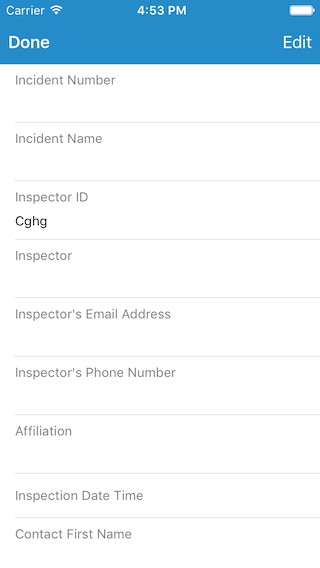 Carrier 4:53 PM
Done Edit
Incident Number
Incident Name
Inspector ID
Cghg
Inspector
Inspector's Email Address
Inspector's Phone Number
Affiliation
Inspection Date Time
Contact First Name